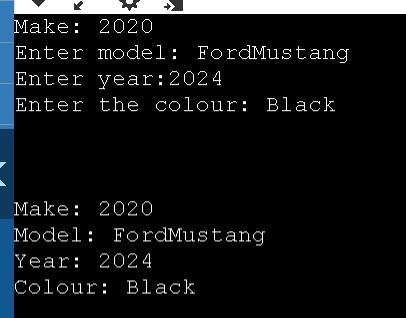 Make: 2020
Enter model: FordMustang
Enter year:2024
Enter the colour: Black
Make: 2020
Model: FordMustang
Year: 2024
Colour: Black